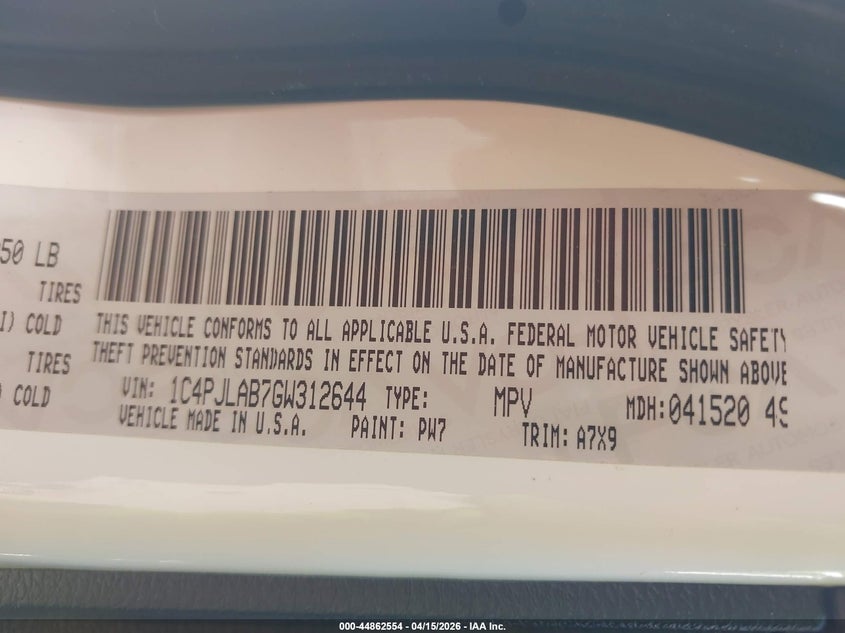 050 LB
TIRES
I) COLD
TIRES
) COLD
THIS VEHICLE CONFORMS TO ALL APPLICABLE U.S.A. FEDERAL MOTOR VEHICLE SAFETY
THEFT PREVENTION STANDARDS IN EFFECT ON THE DATE OF MANUFACTURE SHOWN ABOVE
VIN: 1C4PJLAB7GW312644 TYPE: MPV MDH:041520 49
VEHICLE MADE IN U.S.A. PAINT: PW7 TRIM: A7X9
000-44862554 - 04/15/2026 - IAA Inc.